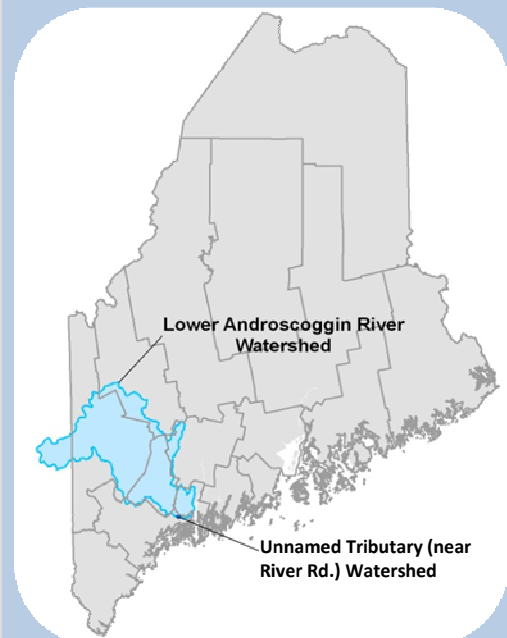 Lower Androscoggin River
Watershed
Unnamed Tributary (near
River Rd.) Watershed